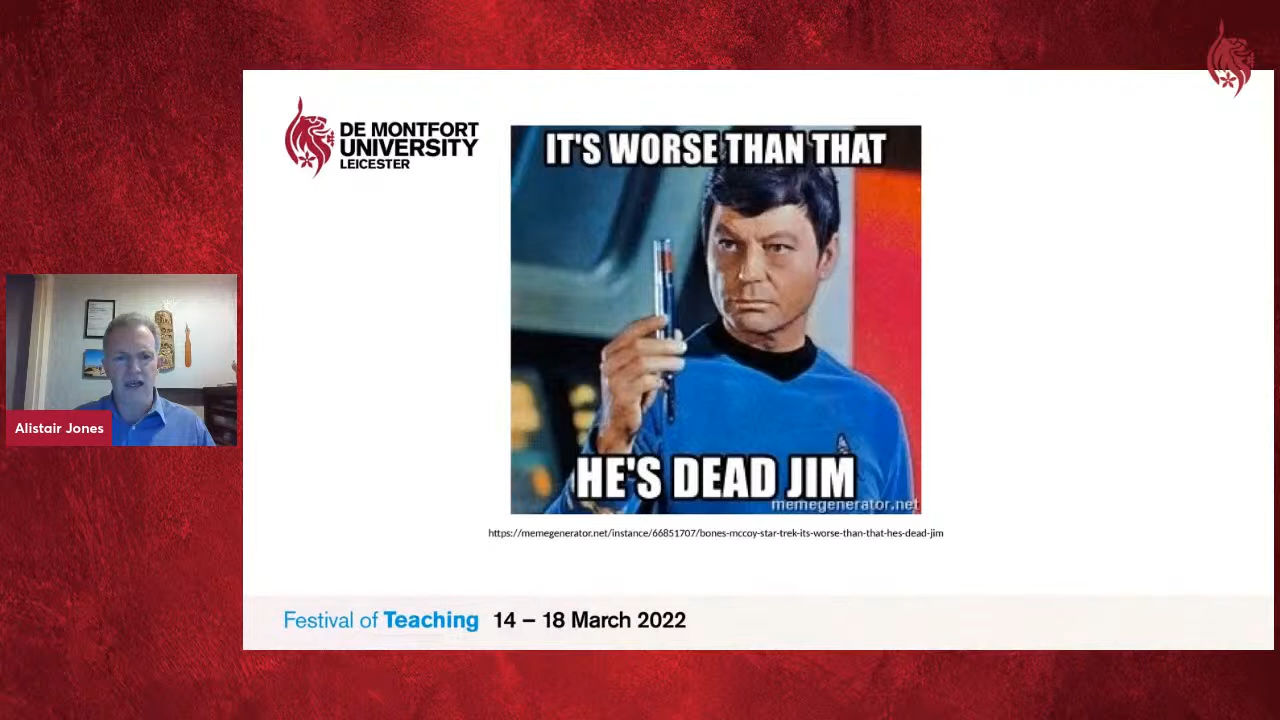 DE MONTFORT
UNIVERSITY
LEICESTER
IT'S WORSE THAN THAT
HE'S DEAD JIM
memegenerator.net
https://memegenerator.net/instance/66851707/bones-mccoy-star-trek-its-worse-than-that-hes-dead-jim
Alistair Jones
Festival of Teaching 14 – 18 March 2022